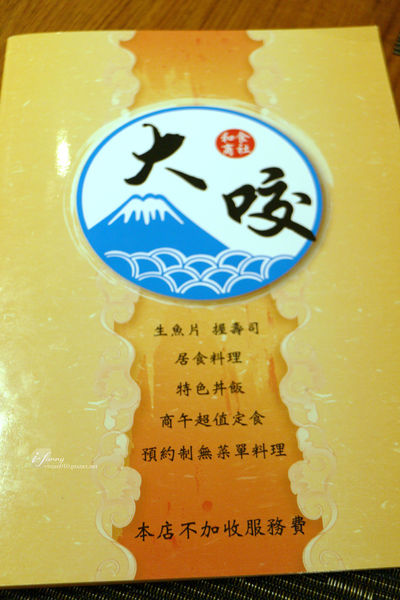 和食
商社
大咬
生魚片 握壽司
居食料理
特色丼飯
商午超值定食
預約制無菜單料理
本店不加收服務費